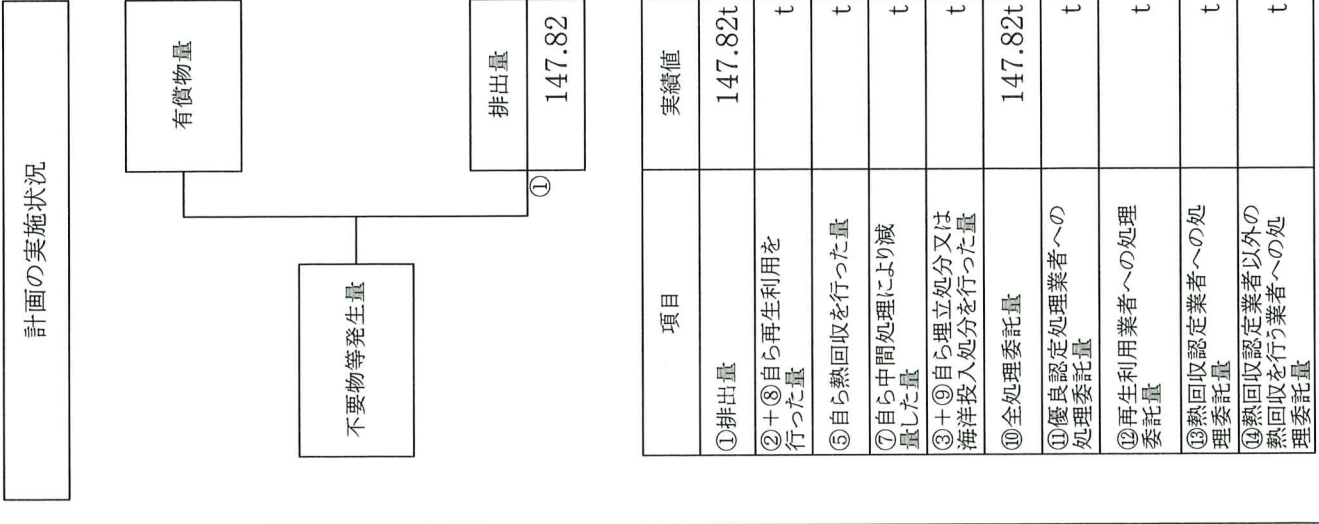 計画の実施状況
有償物量
不要物等発生量
排出量
①
147.82
項目
実績値
①排出量
147.82t
②+⑧自ら再生利用を
行った量
t
⑤自ら熱回収を行った量
t
⑦自ら中間処理により減
量した量
t
③+⑨自ら埋立処分又は
海洋投入処分を行った量
t
⑩全処理委託量
147.82t
⑪優良認定処理業者への
処理委託量
t
⑫再生利用業者への処理
委託量
t
⑬熱回収認定業者への処
理委託量
t
⑭熱回収認定業者以外の
熱回収を行う業者への処
理委託量
t